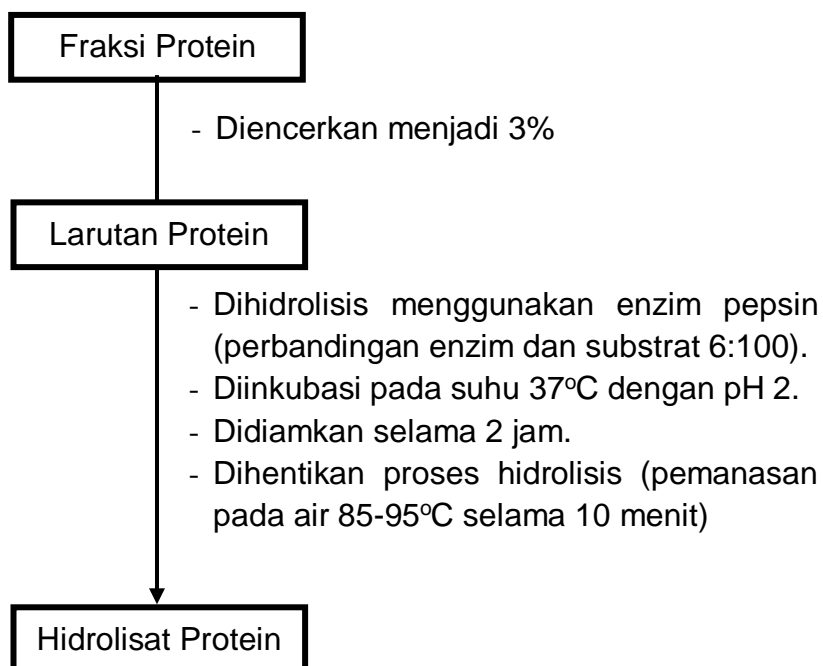 Fraksi Protein
- Diencerkan menjadi 3%
Larutan Protein
- Dihidrolisis menggunakan enzim pepsin
(perbandingan enzim dan substrat 6:100).
- Diinkubasi pada suhu 37°C dengan pH 2.
- Didiamkan selama 2 jam.
- Dihentikan proses hidrolisis (pemanasan
pada air 85-95°C selama 10 menit)
Hidrolisat Protein